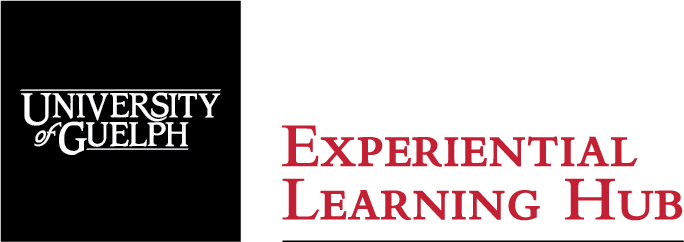 UNIVERSITY
of GUELPH
EXPERIENTIAL
LEARNING HUB